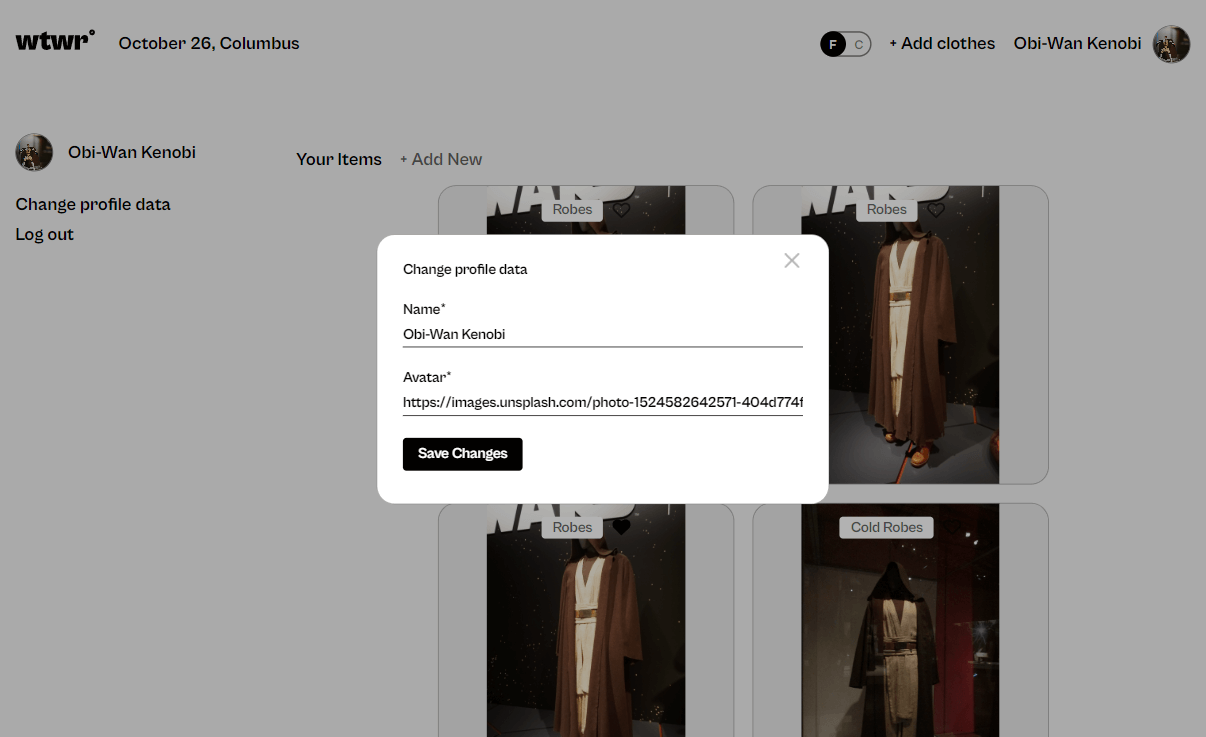 wtwr°
October 26, Columbus
F C
+ Add clothes
Obi-Wan Kenobi
Obi-Wan Kenobi
Change profile data
Log out
Your Items
+ Add New
Robes
Robes
Change profile data
Name*
Obi-Wan Kenobi
Avatar*
https://images.unsplash.com/photo-1524582642571-404d774f
Save Changes
Robes
Cold Robes